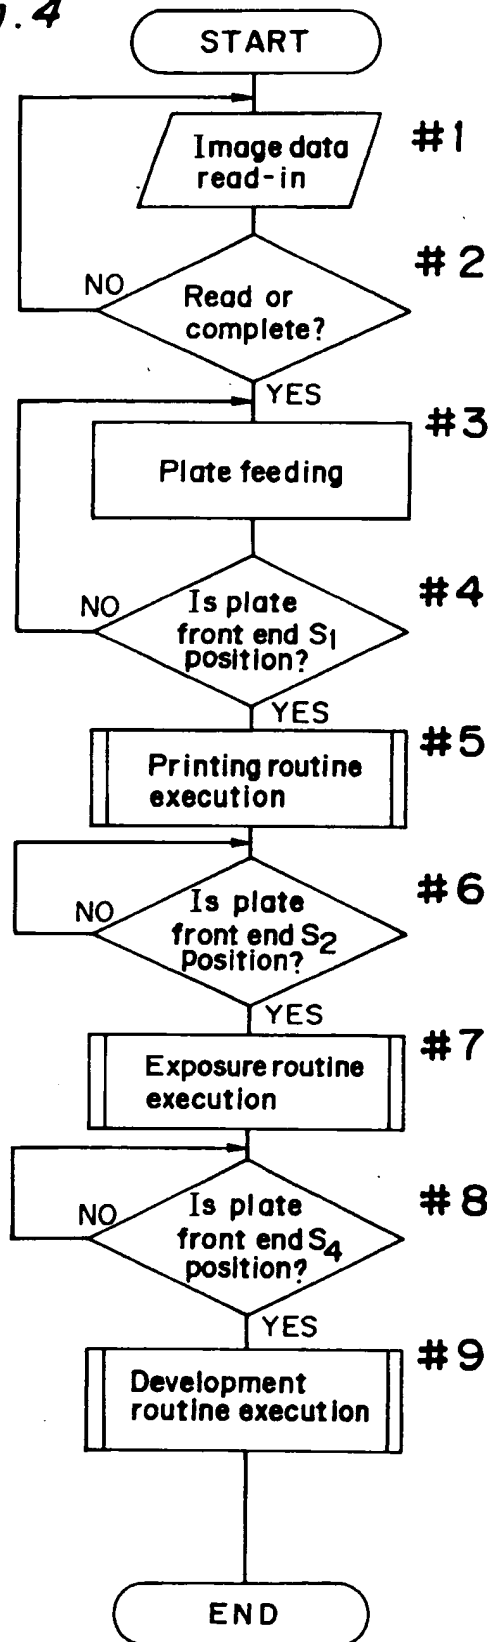 .4
START
#1
Image data
read-in
#2
NO
Read or
complete?
YES
#3
Plate feeding
#4
NO
Is plate
front end S₁
position?
YES
#5
Printing routine
execution
#6
NO
Is plate
front end S₂
Position?
YES
#7
Exposure routine
execution
#8
NO
Is plate
front end S₄
position?
YES
#9
Development
routine execution
END